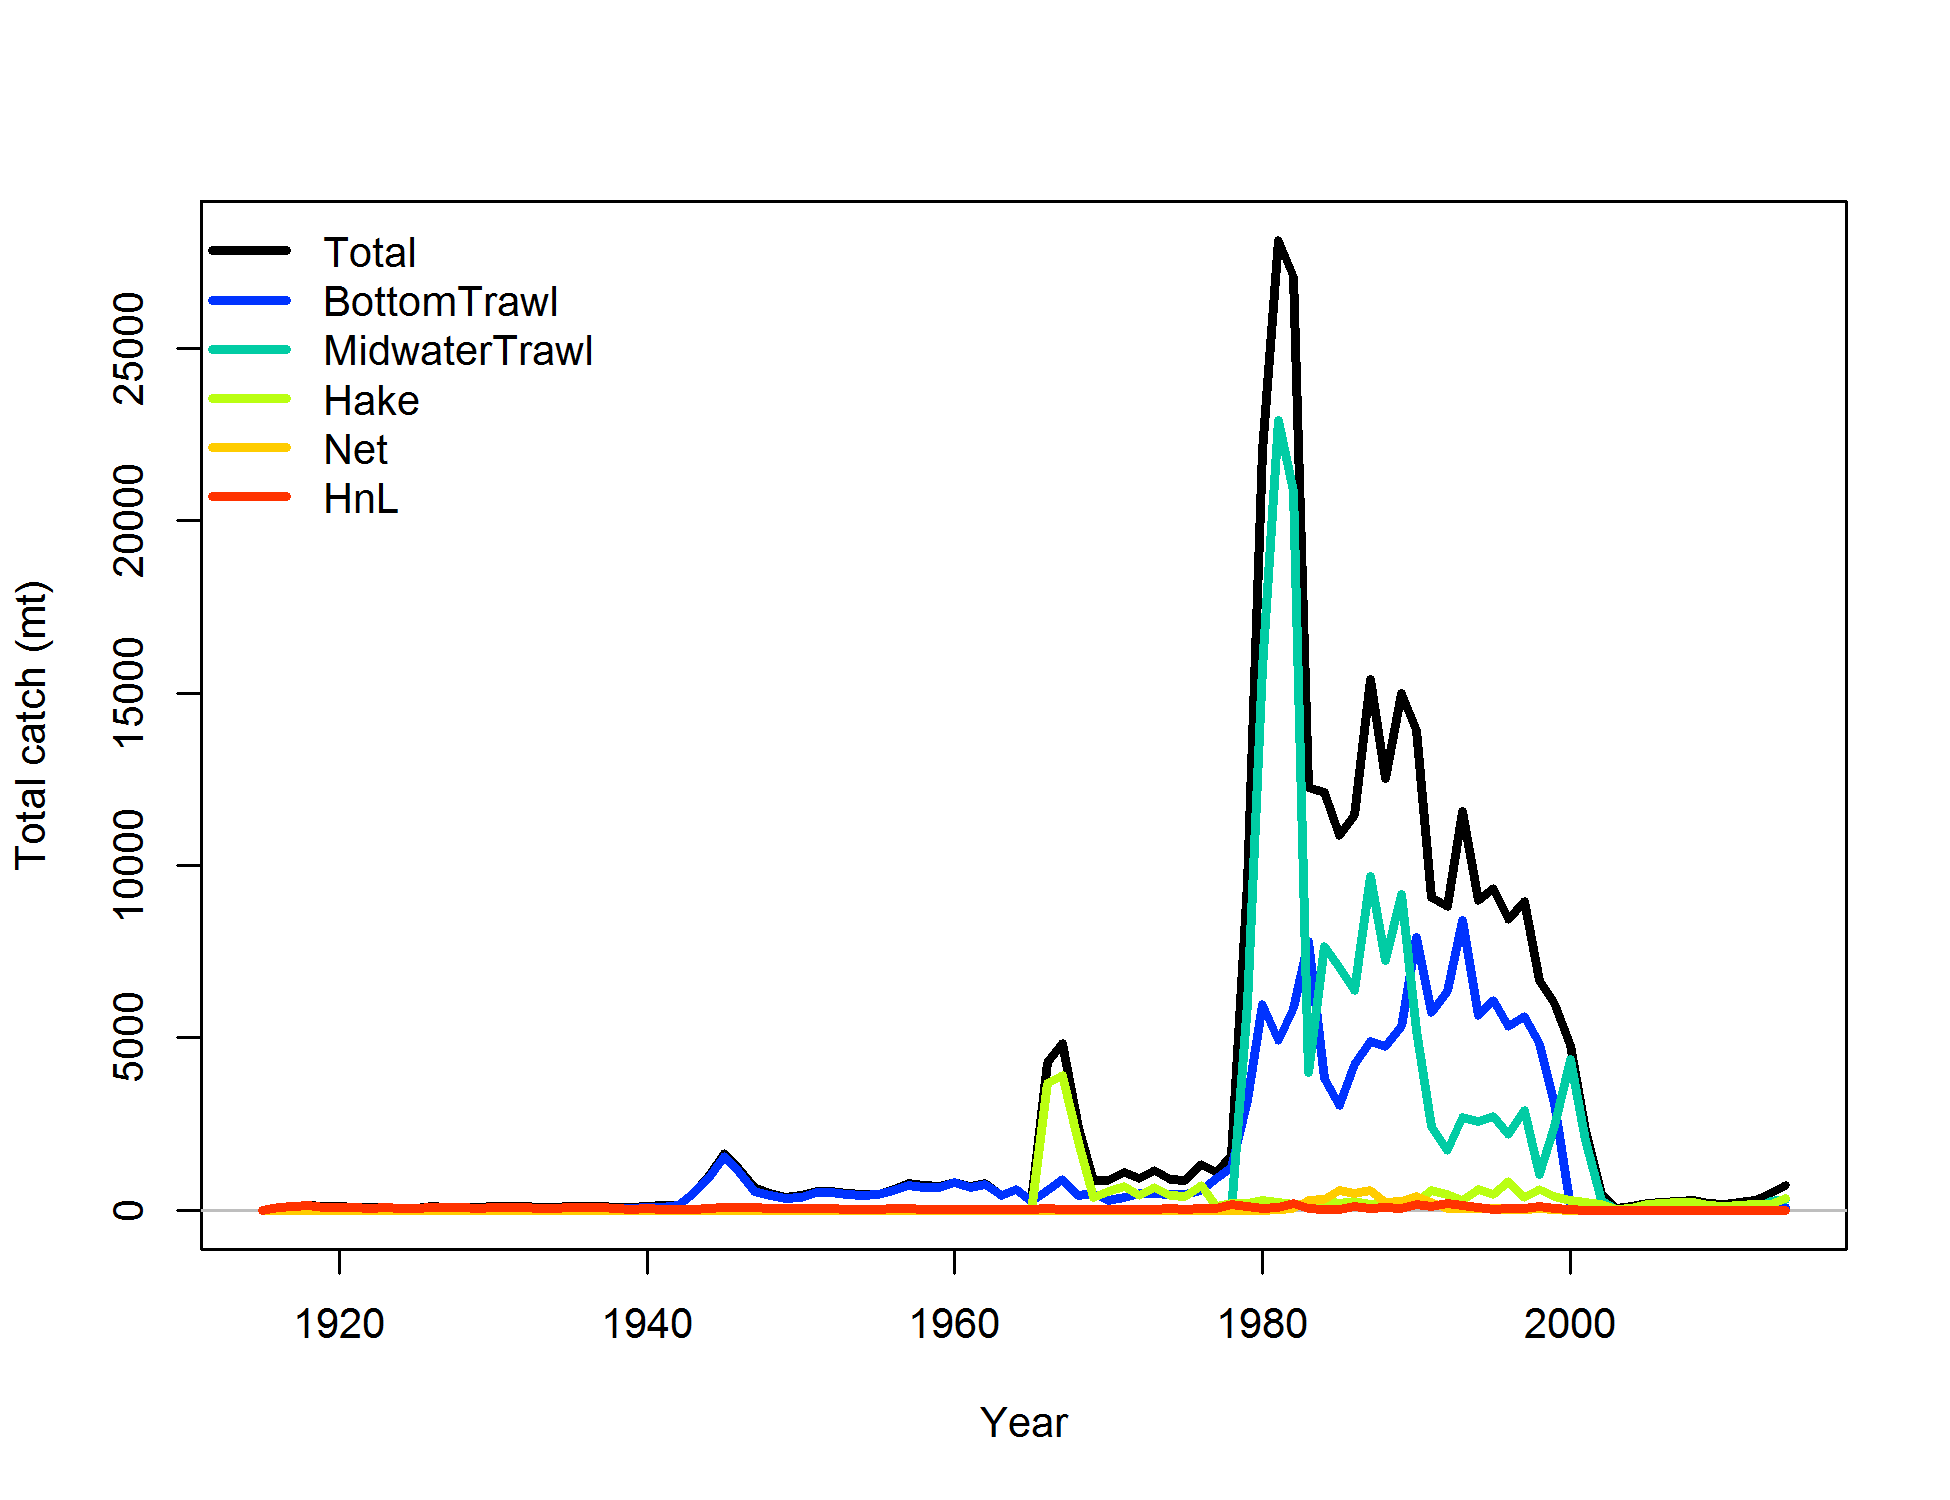 Total
BottomTrawl
MidwaterTrawl
Hake
Net
HnL
Total catch (mt)
25000
20000
15000
10000
5000
0
1920 1940 1960 1980 2000
Year